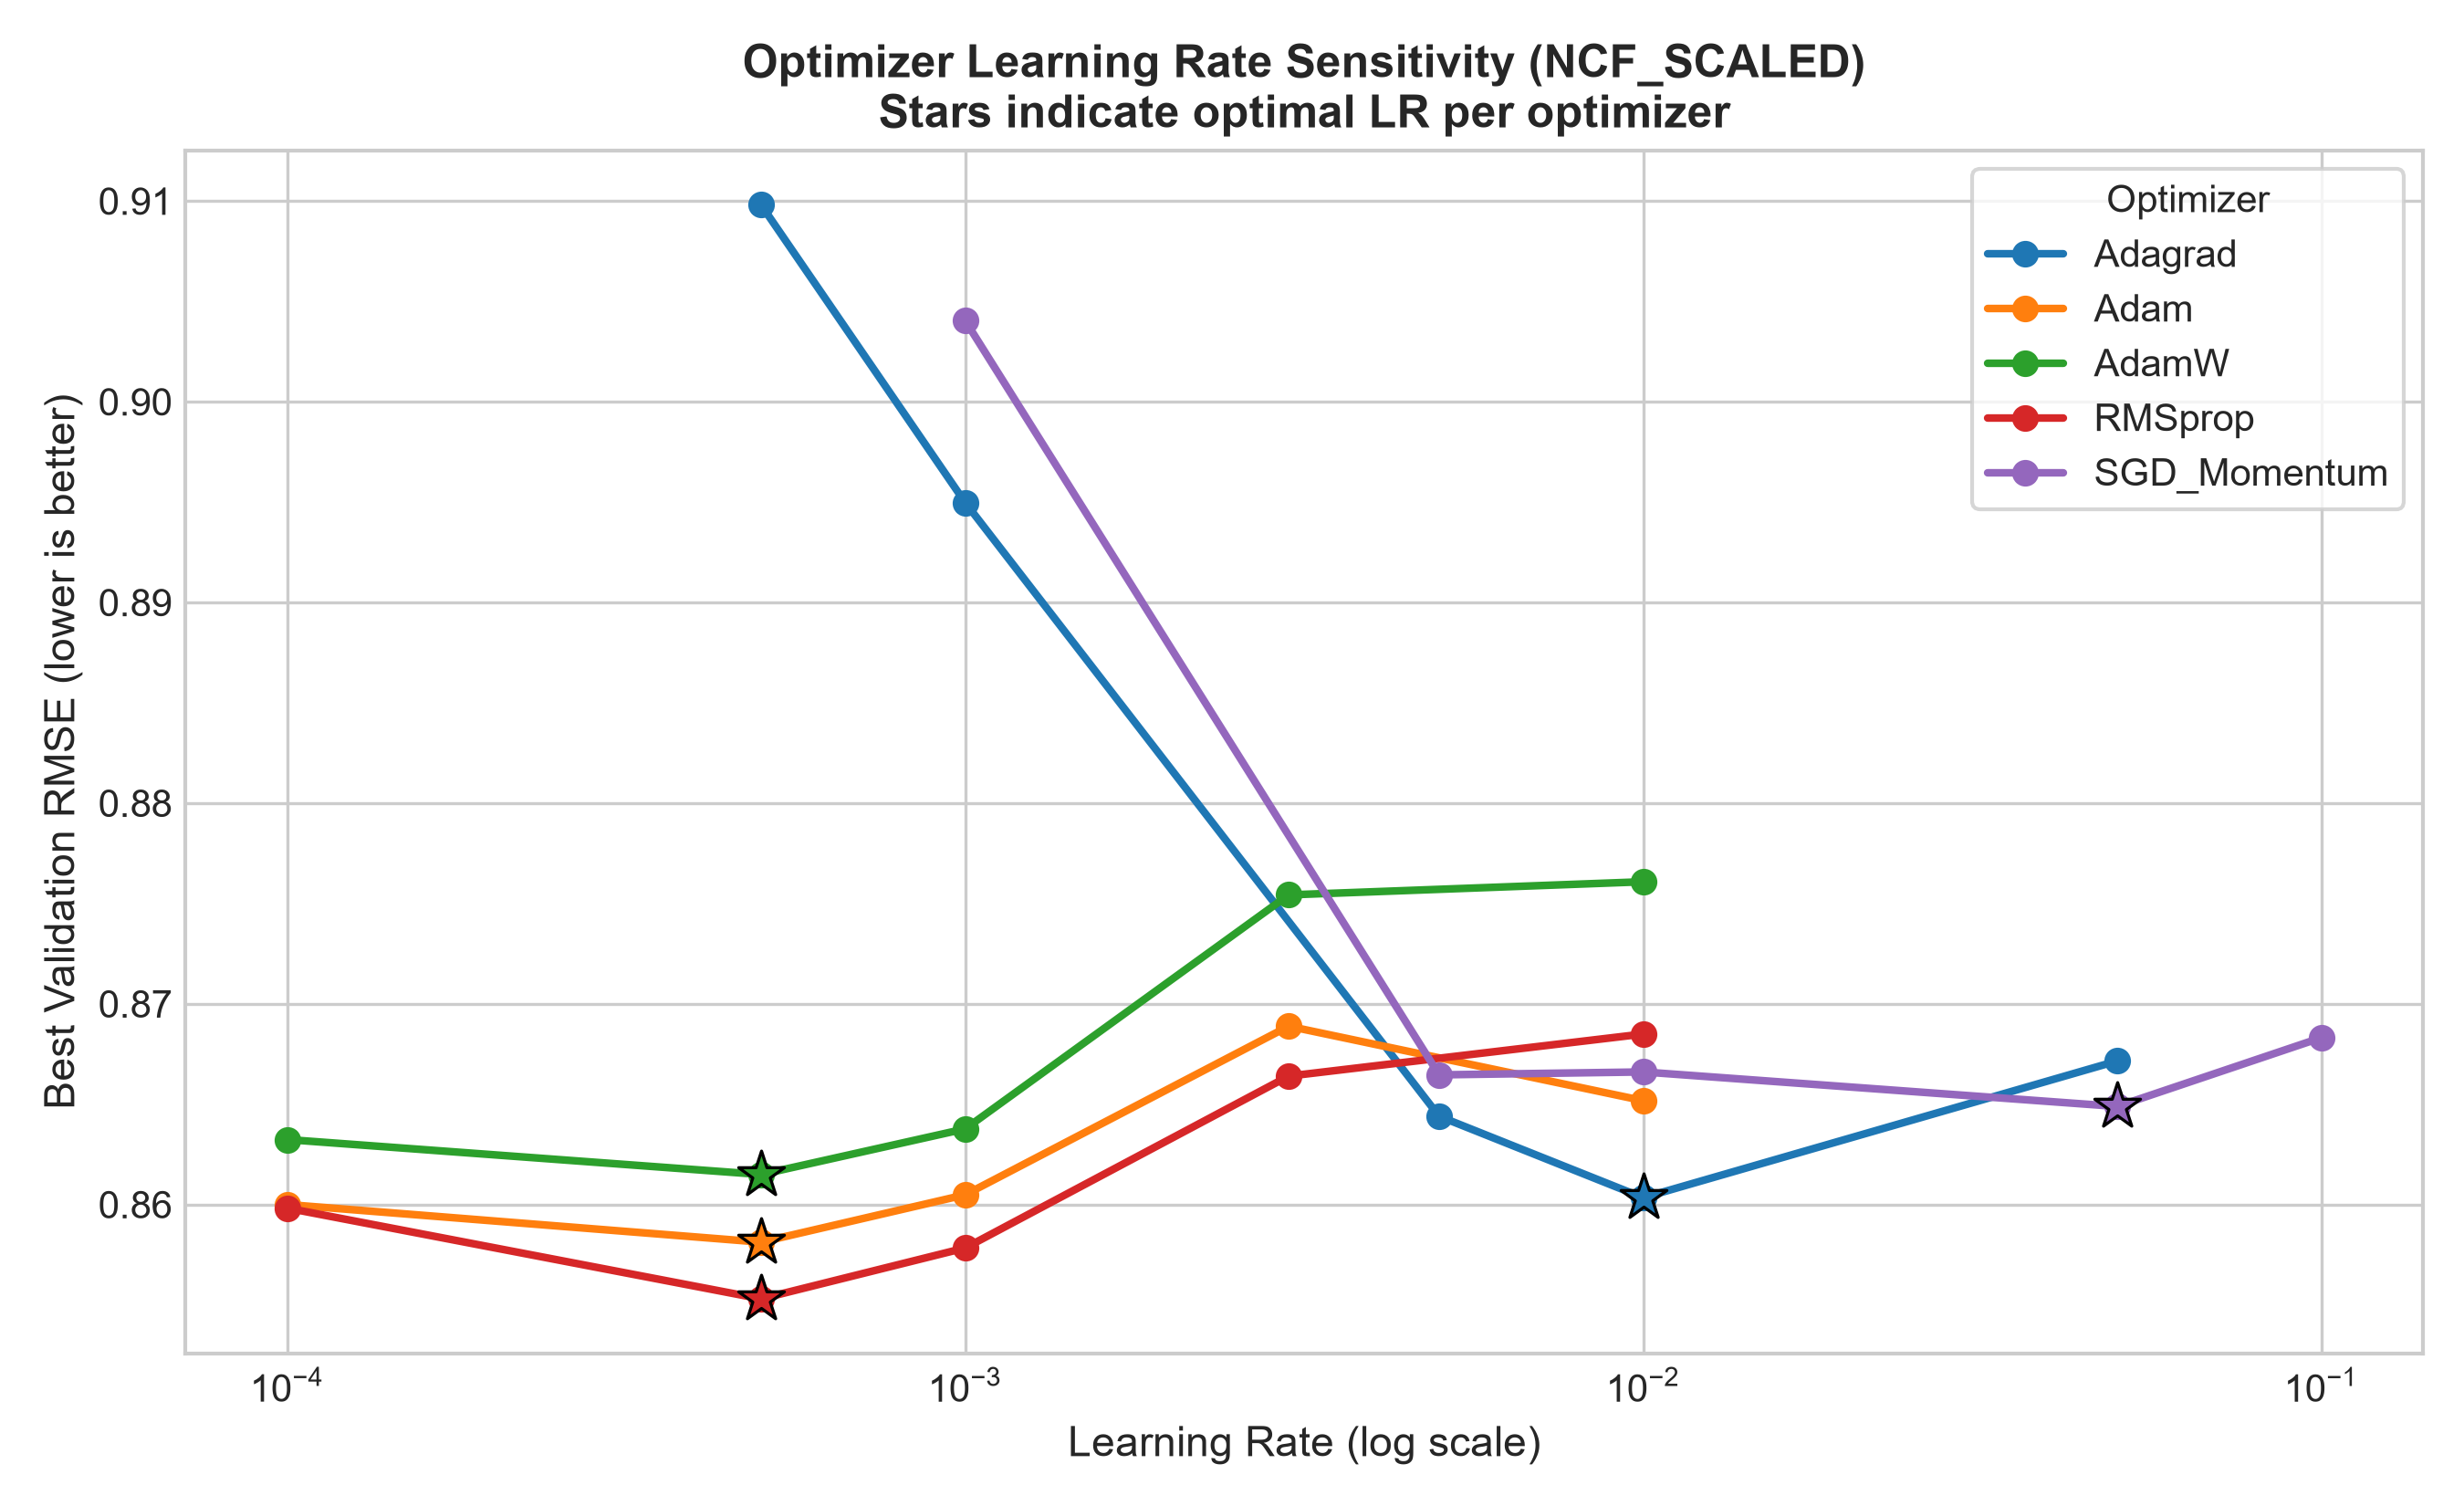 Optimizer Learning Rate Sensitivity (NCF_SCALED)
Stars indicate optimal LR per optimizer
Best Validation RMSE (lower is better)
0.91
0.90
0.89
0.88
0.87
0.86
Optimizer
Adagrad
Adam
AdamW
RMSprop
SGD_Momentum
10⁻⁴ 10⁻³ 10⁻² 10⁻¹
Learning Rate (log scale)